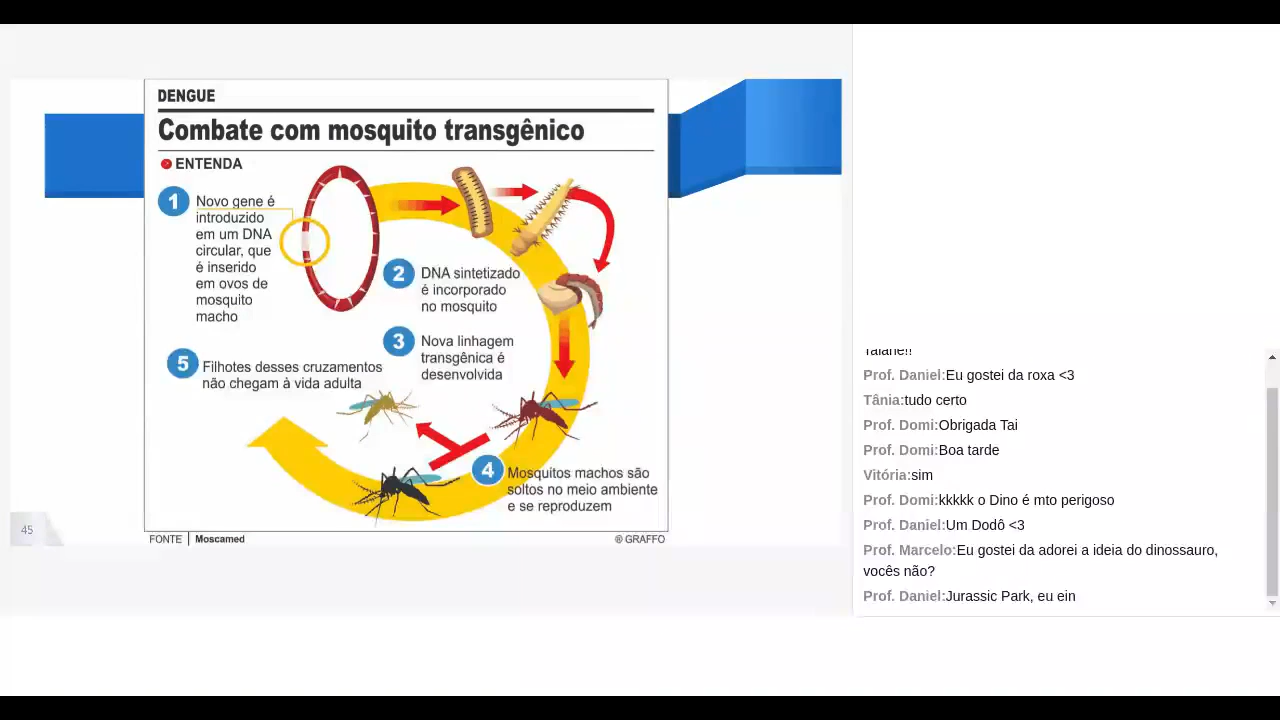 DENGUE
Combate com mosquito transgênico
ENTENDA
1
Novo gene é
introduzido
em um DNA
circular, que
é inserido
em ovos de
mosquito
macho
2
DNA sintetizado
é incorporado
no mosquito
3
Nova linhagem
transgênica é
desenvolvida
5
Filhotes desses cruzamentos
não chegam à vida adulta
4
Mosquitos machos são
soltos no meio ambiente
e se reproduzem
45
FONTE | Moscamed
® GRAFFO
Taiane!!
Prof. Daniel:Eu gostei da roxa <3
Tânia:tudo certo
Prof. Domi:Obrigada Tai
Prof. Domi:Boa tarde
Vitória:sim
Prof. Domi:kkkkk o Dino é mto perigoso
Prof. Daniel:Um Dodô <3
Prof. Marcelo:Eu gostei da adorei a ideia do dinossauro,
vocês não?
Prof. Daniel:Jurassic Park, eu ein